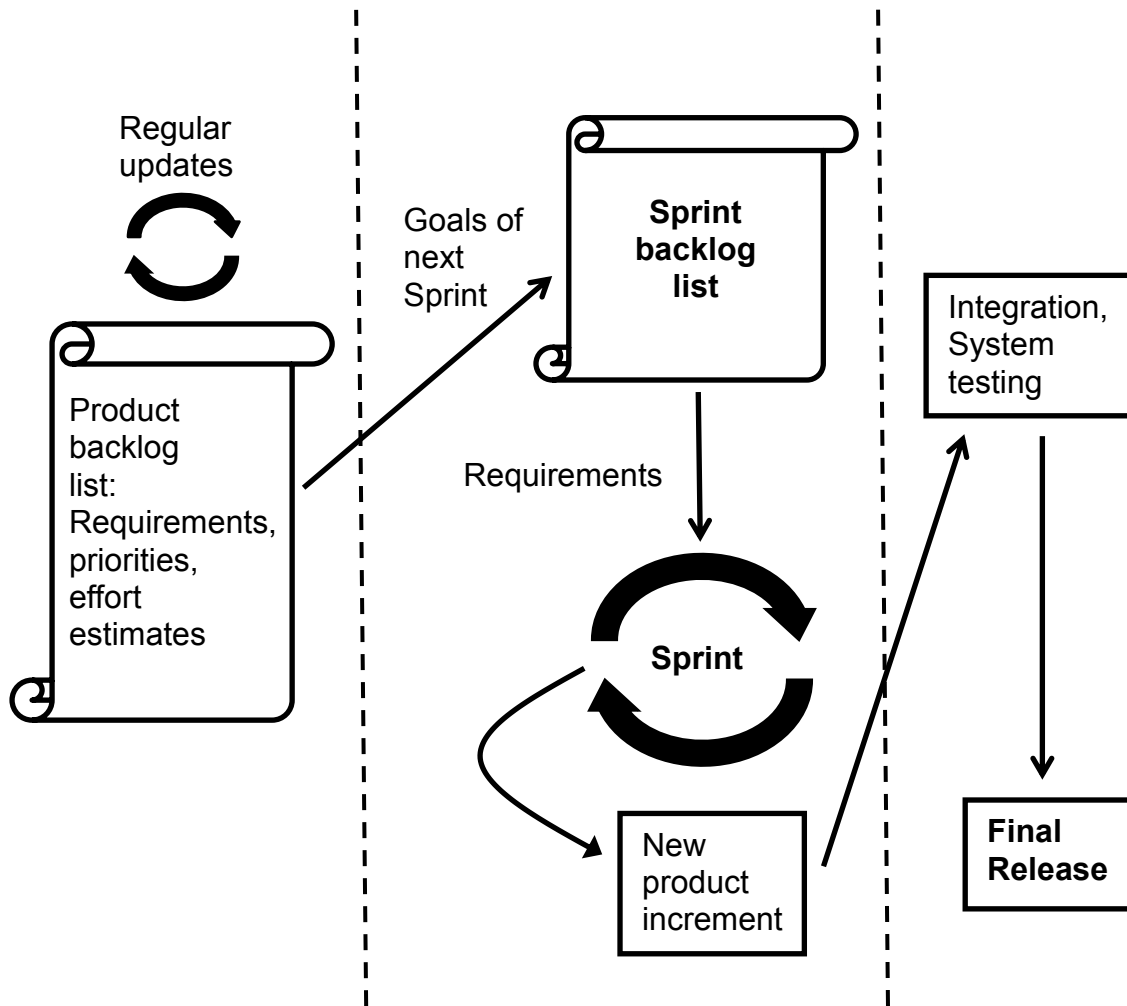 Regular
updates
Product
backlog
list:
Requirements,
priorities,
effort
estimates
Goals of
next
Sprint
Sprint
backlog
list
Requirements
Sprint
New
product
increment
Integration,
System
testing
Final
Release